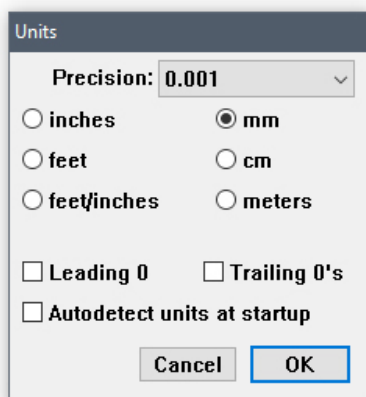 Units
Precision: 0.001
inches mm
feet cm
feet/inches meters
Leading 0 Trailing 0's
Autodetect units at startup
Cancel OK